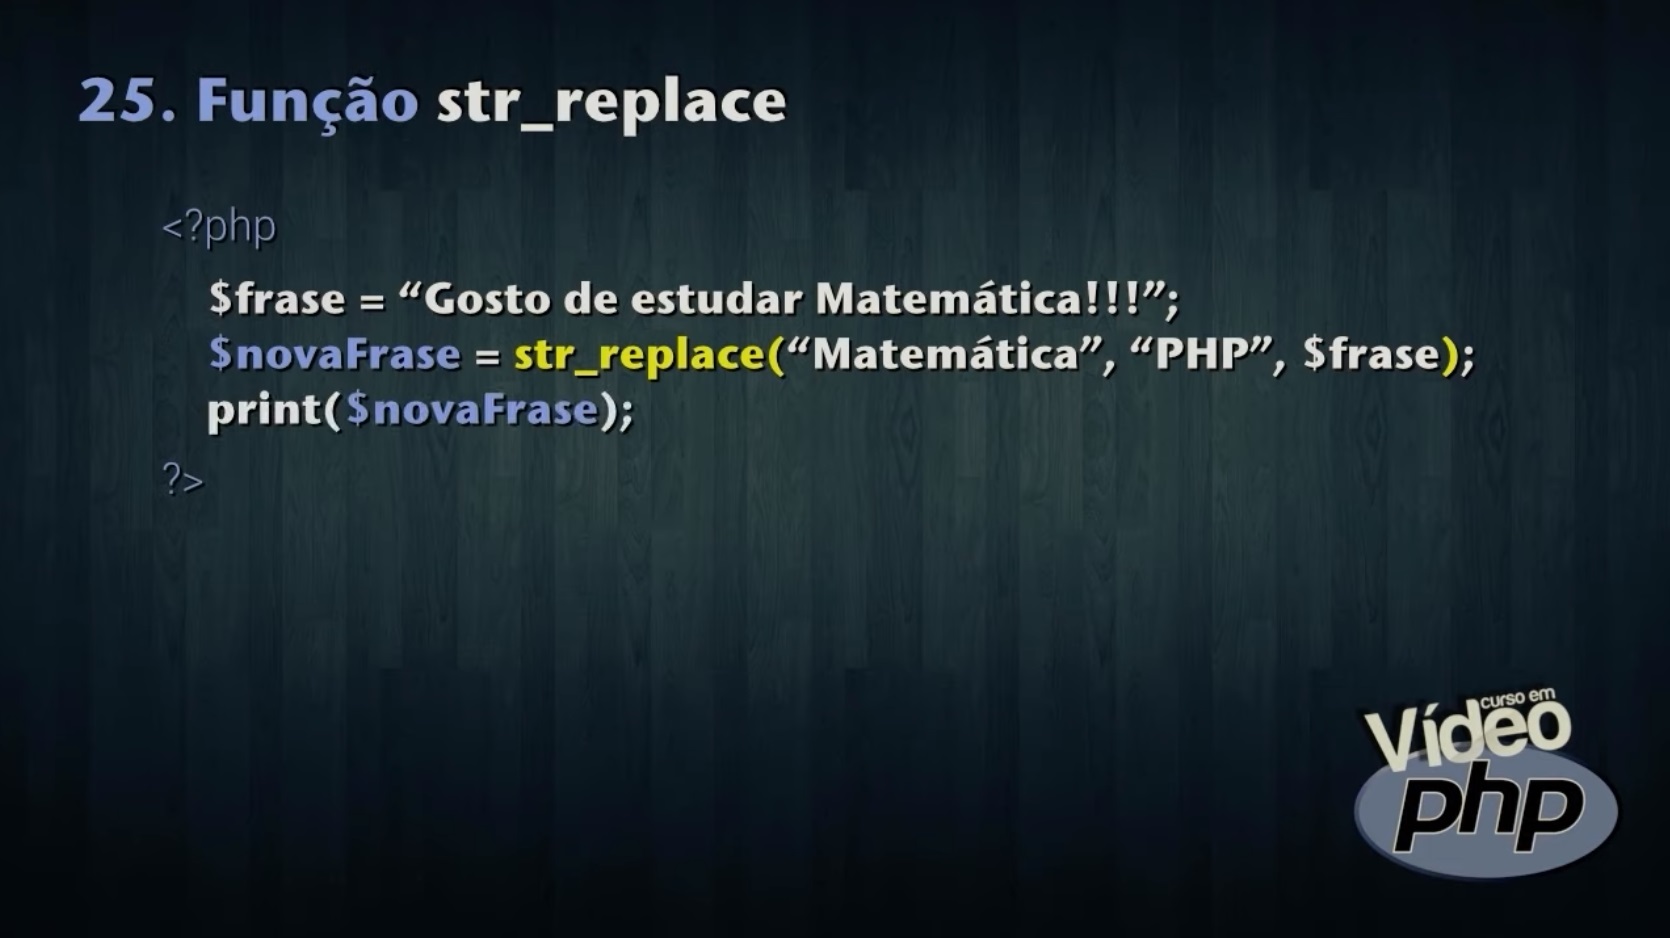 25. Função str_replace
<?php
$frase = “Gosto de estudar Matemática!!!”;
$novaFrase = str_replace(“Matemática”, “PHP”, $frase);
print($novaFrase);
?>
curso em
Vídeo
php